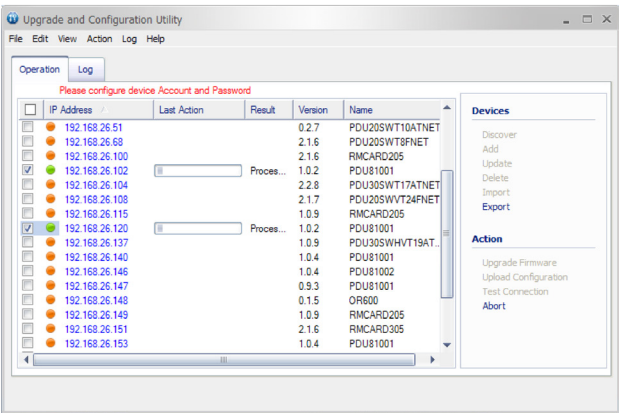 Upgrade and Configuration Utility
File Edit View Action Log Help
Operation Log
Please configure device Account and Password
IP Address Last Action Result Version Name
192.168.26.51 0.2.7 PDU20SWT10ATNET
192.168.26.68 2.1.6 PDU20SWT8FNET
192.168.26.100 2.1.6 RMCARD205
192.168.26.102 Proces... 1.0.2 PDU81001
192.168.26.104 2.2.8 PDU30SWT17ATNET
192.168.26.108 2.1.7 PDU20SWVT24FNET
192.168.26.115 1.0.9 RMCARD205
192.168.26.120 Proces... 1.0.2 PDU81001
192.168.26.137 1.0.9 PDU30SWHVT19AT...
192.168.26.140 1.0.4 PDU81001
192.168.26.146 1.0.4 PDU81002
192.168.26.147 0.9.3 PDU81001
192.168.26.148 0.1.5 OR600
192.168.26.149 1.0.9 RMCARD205
192.168.26.151 2.1.6 RMCARD305
192.168.26.153 1.0.4 PDU81001
Devices
Discover
Add
Update
Delete
Import
Export
Action
Upgrade Firmware
Upload Configuration
Test Connection
Abort